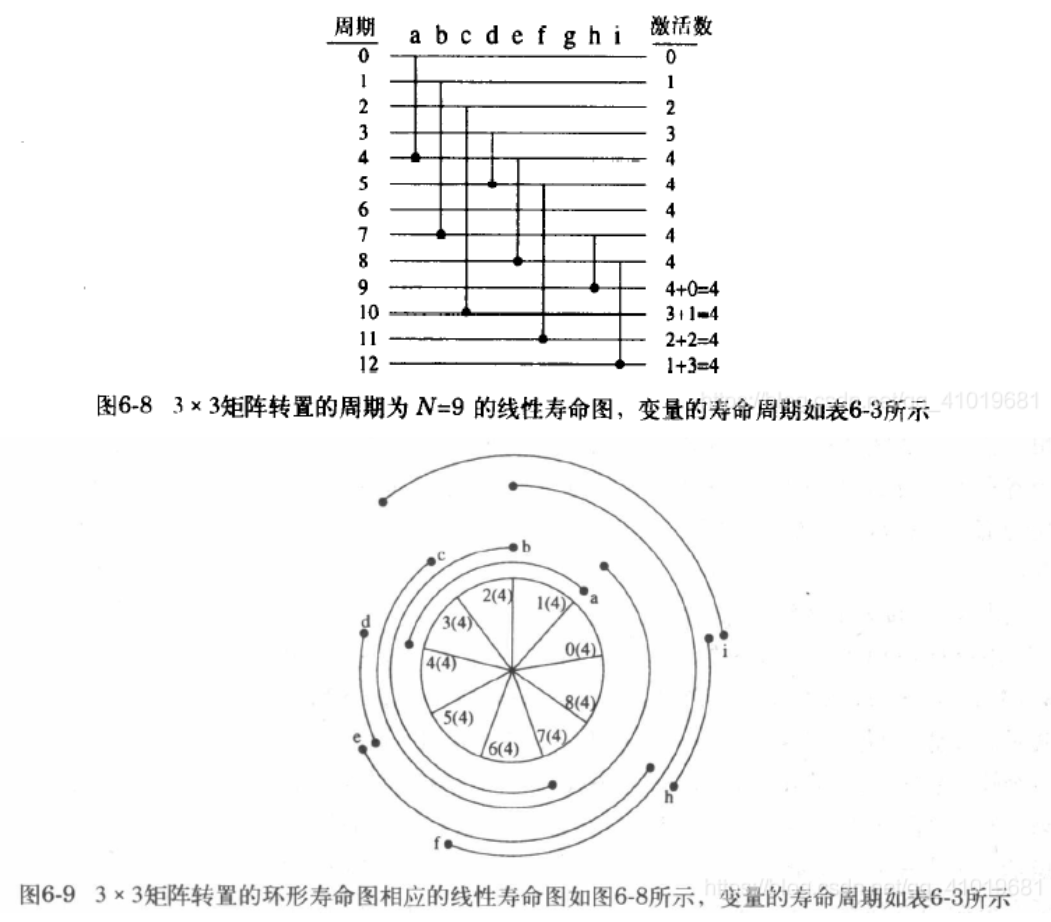 周期 a b c d e f g h i 激活数
0 0
1 1
2 2
3 3
4 4
5 4
6 4
7 4
8 4
9 4+0=4
10 3+1=4
11 2+2=4
12 1+3=4
图6-8 3×3矩阵转置的周期为 N=9 的线性寿命图，变量的寿命周期如表6-3所示
41019681
c b
a
2(4) 1(4)
d 3(4)
4(4) 0(4)
i
5(4) 8(4)
e 6(4) 7(4)
h
f
图6-9 3×3矩阵转置的环形寿命图相应的线性寿命图如图6-8所示，变量的寿命周期如表6-3所示
41019681